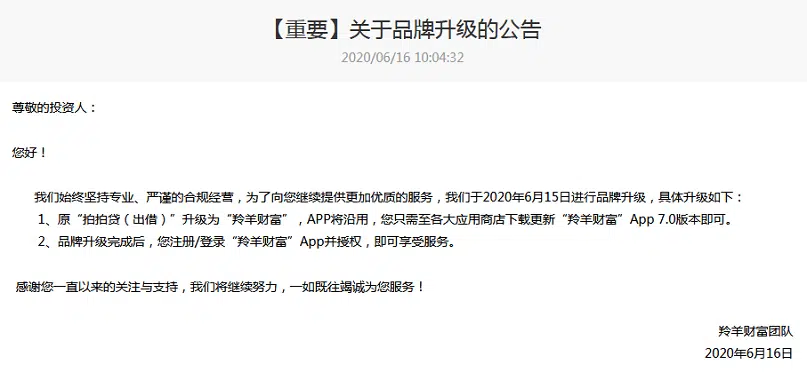 【重要】关于品牌升级的公告
2020/06/16 10:04:32
尊敬的投资人：
您好！
我们始终坚持专业、严谨的合规经营，为了向您继续提供更加优质的服务，我们于2020年6月15日进行品牌升级，具体升级如下：
1、原“拍拍贷（出借）”升级为“羚羊财富”，APP将沿用，您只需至各大应用商店下载更新“羚羊财富”App 7.0版本即可。
2、品牌升级完成后，您注册/登录“羚羊财富”App并授权，即可享受服务。
感谢您一直以来的关注与支持，我们将继续努力，一如既往竭诚为您服务！
羚羊财富团队
2020年6月16日